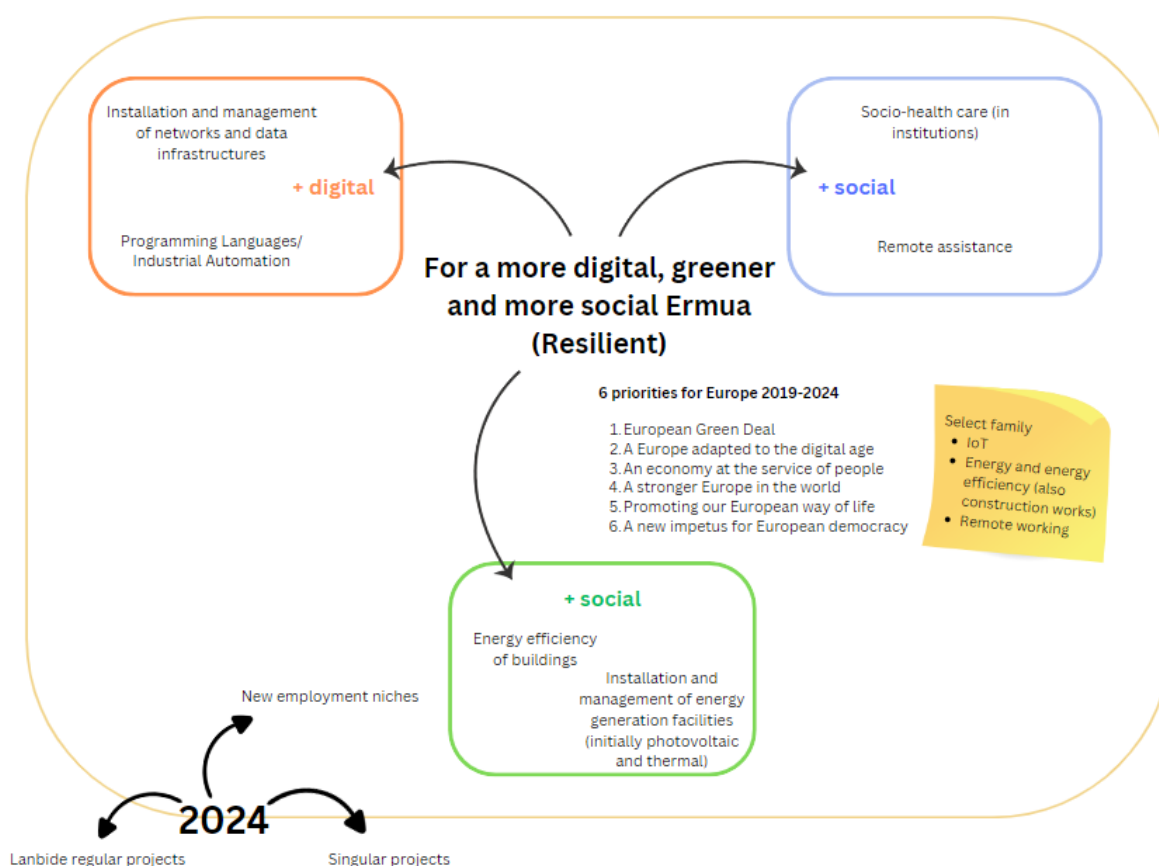 Installation and management
of networks and data
infrastructures
+ digital
Programming Languages/
Industrial Automation
Socio-health care (in
institutions)
+ social
Remote assistance
For a more digital, greener
and more social Ermua
(Resilient)
6 priorities for Europe 2019-2024
1. European Green Deal
2. A Europe adapted to the digital age
3. An economy at the service of people
4. A stronger Europe in the world
5. Promoting our European way of life
6. A new impetus for European democracy
Select family
• IoT
• Energy and energy
efficiency (also
construction works)
• Remote working
+ social
Energy efficiency
of buildings
Installation and
management of energy
generation facilities
(initially photovoltaic
and thermal)
New employment niches
2024
Lanbide regular projects
Singular projects